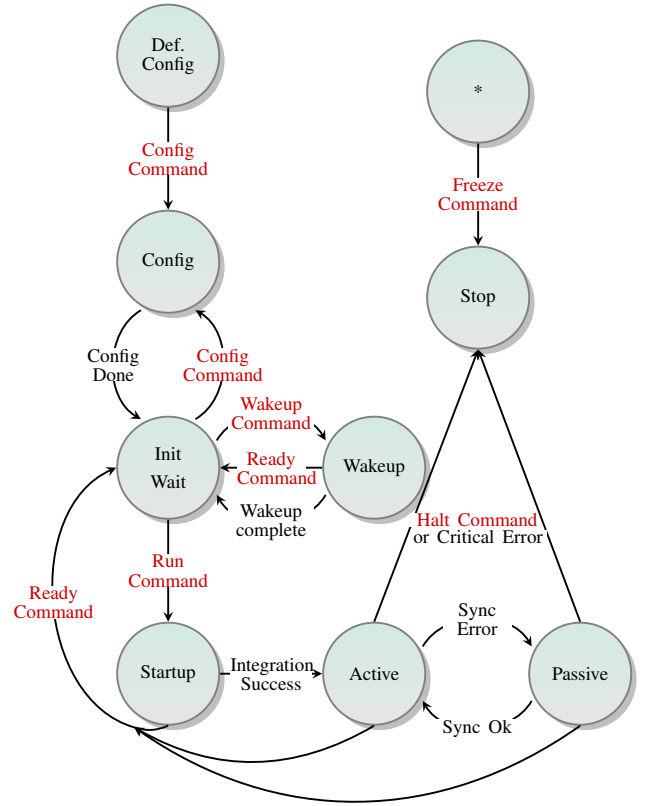 Def.
Config
*
Config
Command
Freeze
Command
Config
Stop
Config
Done
Config
Command
Wakeup
Command
Init
Wait
Ready
Command
Wakeup
Wakeup
complete
Halt Command
or Critical Error
Run
Command
Ready
Command
Sync
Error
Startup
Integration
Success
Active
Passive
Sync Ok